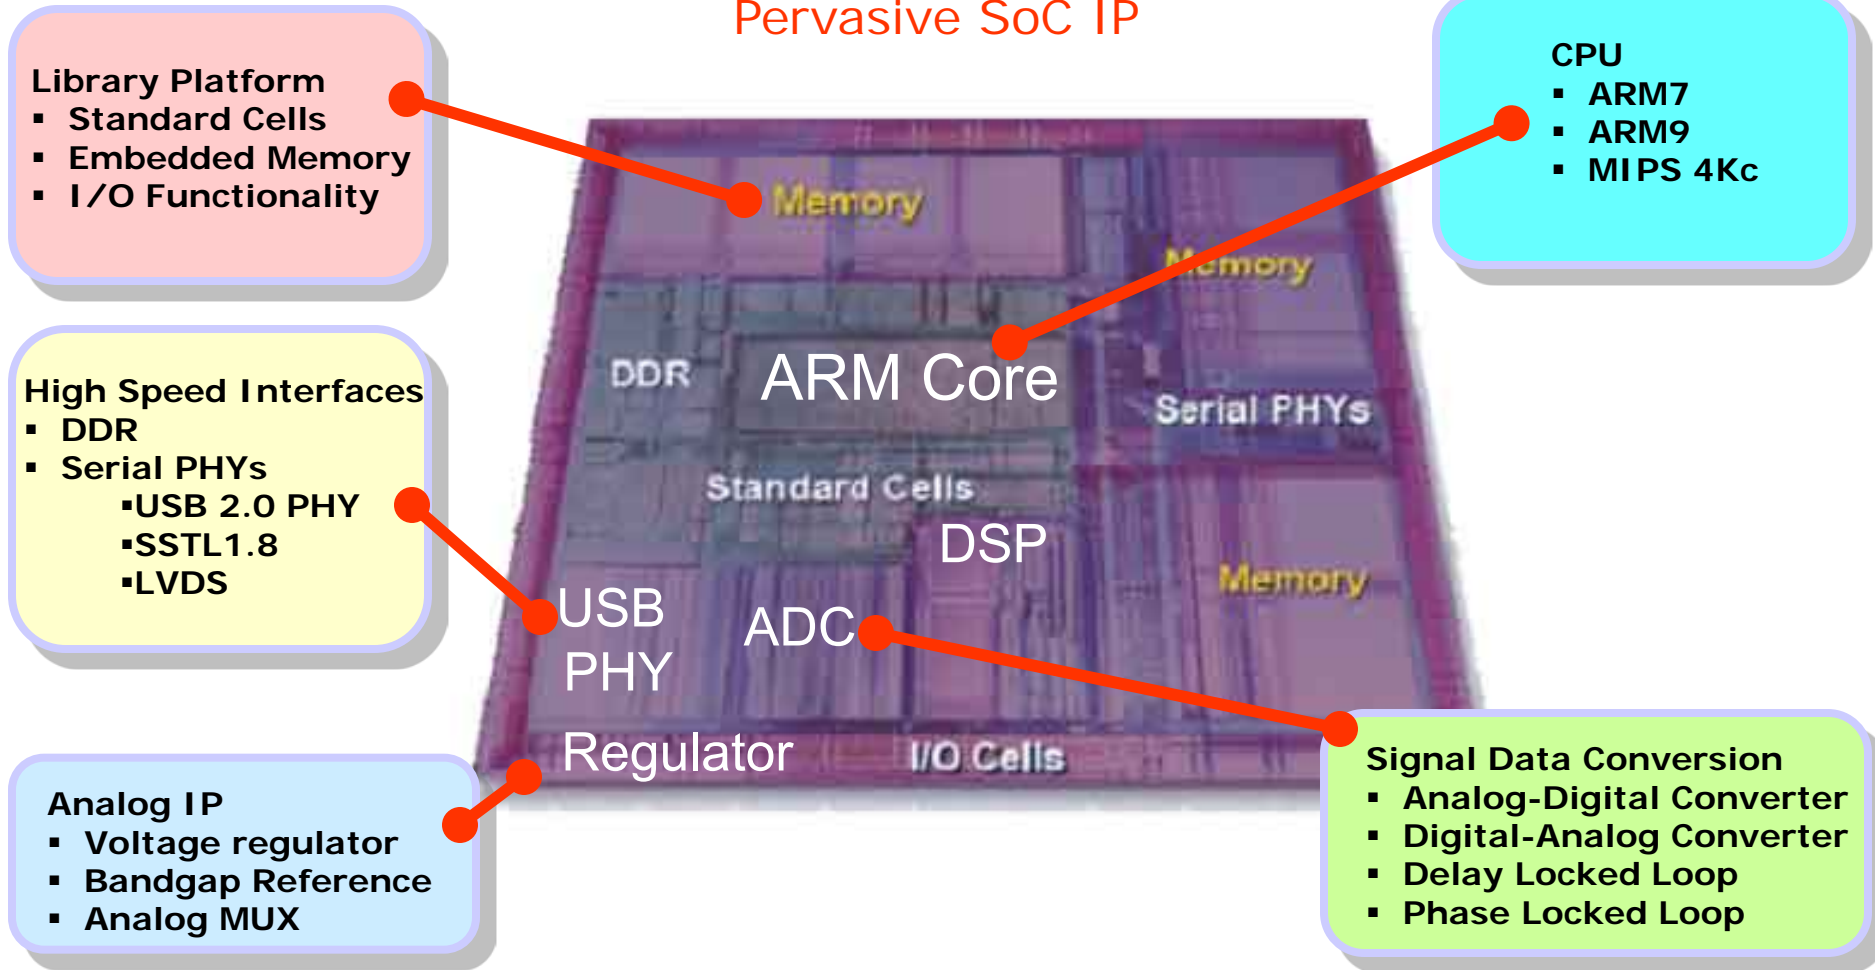 Pervasive SoC IP
Library Platform
▪ Standard Cells
▪ Embedded Memory
▪ I/O Functionality
CPU
▪ ARM7
▪ ARM9
▪ MIPS 4Kc
High Speed Interfaces
▪ DDR
▪ Serial PHYs
▪USB 2.0 PHY
▪SSTL1.8
▪LVDS
Memory
Memory
DDR
ARM Core
Serial PHYs
Standard Cells
DSP
Memory
USB
PHY
ADC
Regulator
I/O Cells
Analog IP
▪ Voltage regulator
▪ Bandgap Reference
▪ Analog MUX
Signal Data Conversion
▪ Analog-Digital Converter
▪ Digital-Analog Converter
▪ Delay Locked Loop
▪ Phase Locked Loop